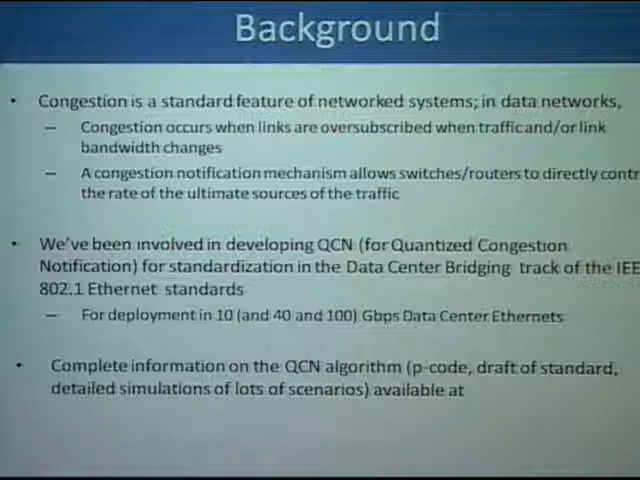 Background
• Congestion is a standard feature of networked systems; in data networks,
– Congestion occurs when links are oversubscribed when traffic and/or link
bandwidth changes
– A congestion notification mechanism allows switches/routers to directly contr
the rate of the ultimate sources of the traffic
• We've been involved in developing QCN (for Quantized Congestion
Notification) for standardization in the Data Center Bridging track of the IEE
802.1 Ethernet standards
– For deployment in 10 (and 40 and 100) Gbps Data Center Ethernets
• Complete information on the QCN algorithm (p-code, draft of standard,
detailed simulations of lots of scenarios) available at